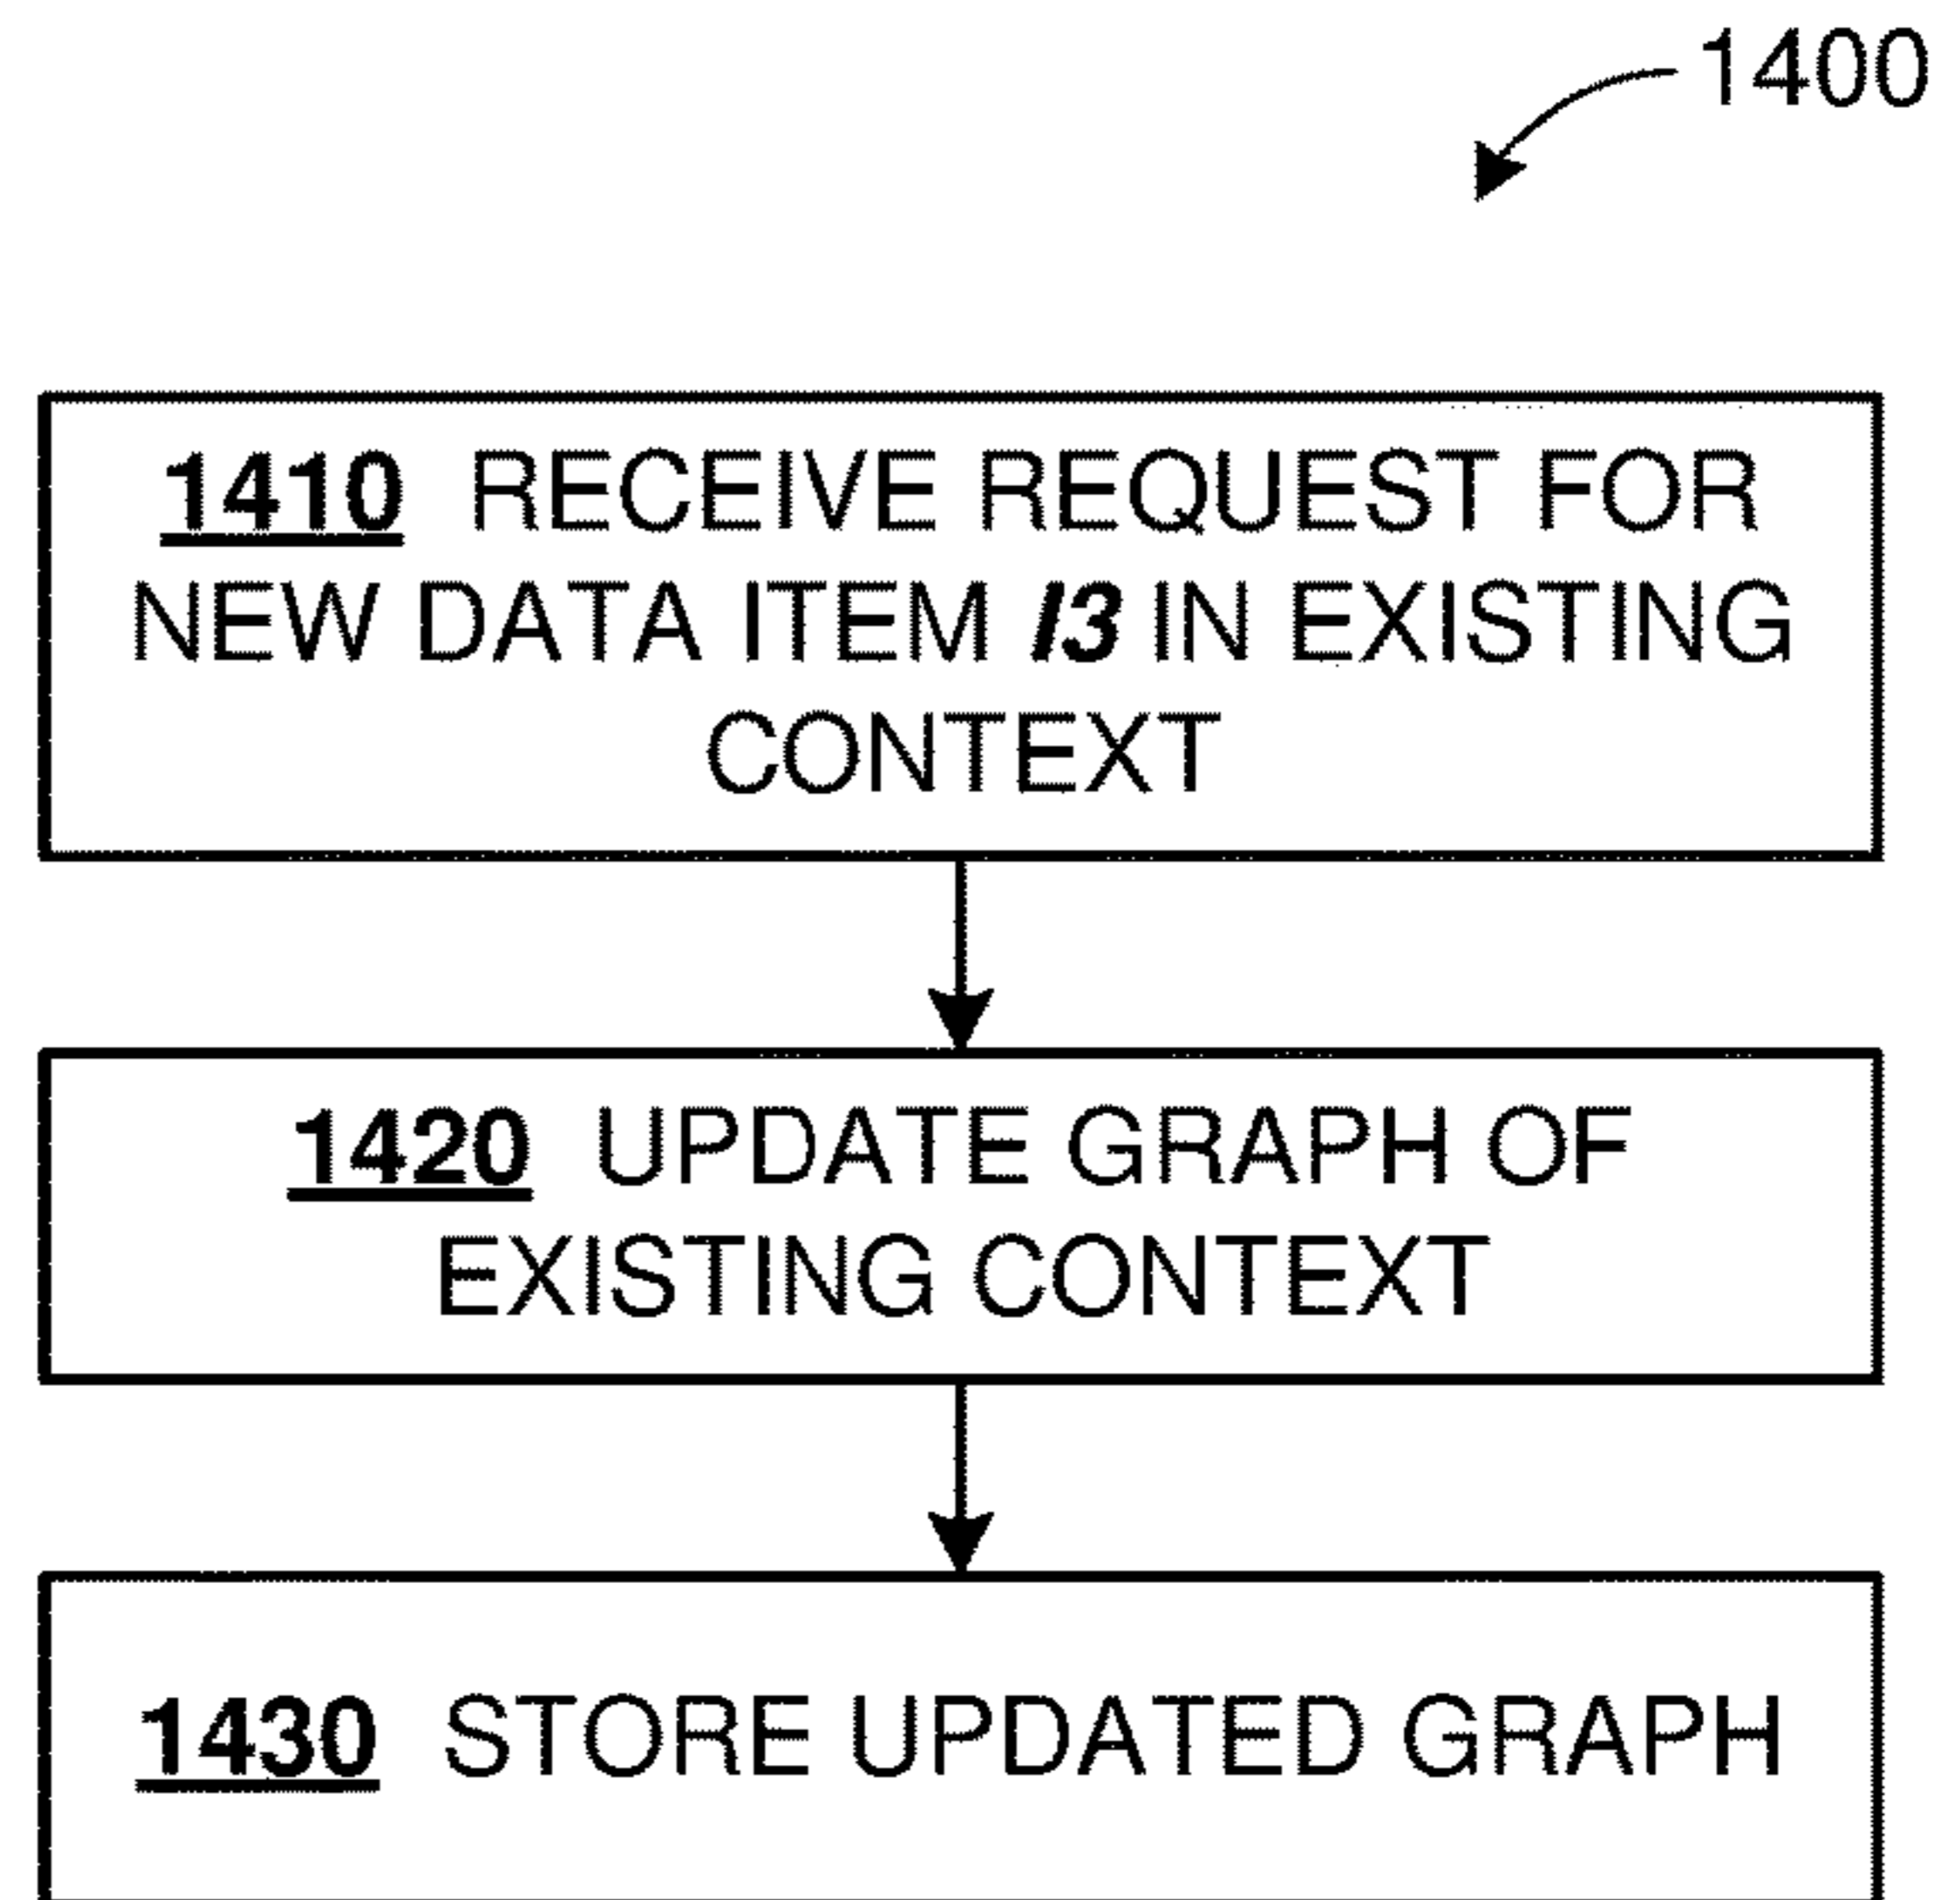 1400
1410 RECEIVE REQUEST FOR
NEW DATA ITEM I3 IN EXISTING
CONTEXT
1420 UPDATE GRAPH OF
EXISTING CONTEXT
1430 STORE UPDATED GRAPH